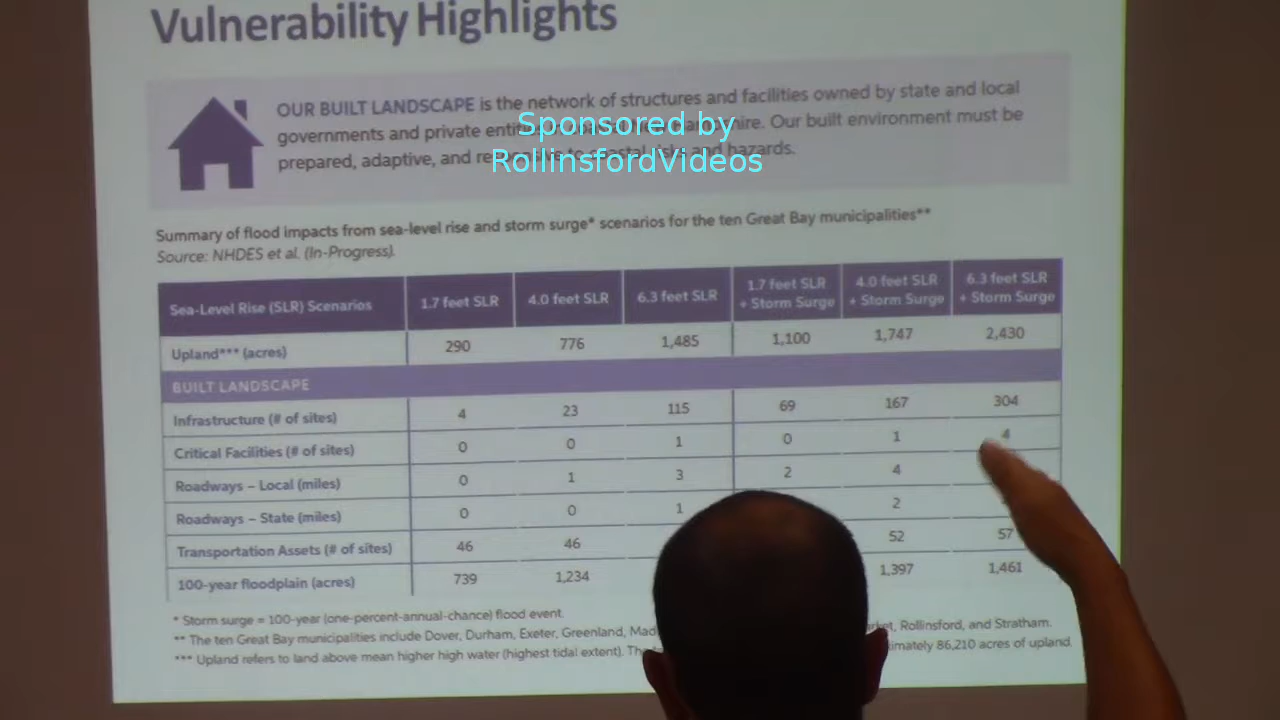 Vulnerability Highlights
OUR BUILT LANDSCAPE is the network of structures and facilities owned by state and local
governments and private hire. Our built environment must be
prepared, adaptive, and hazards.
Sponsored by
RollinsfordVideos
Summary of flood impacts from sea-level rise and storm surge* scenarios for the ten Great Bay municipalities**
Source: NHDES et al. (In-Progress).
Sea-Level Rise (SLR) Scenarios 1.7 feet SLR 4.0 feet SLR 6.3 feet SLR 1.7 feet SLR + Storm Surge 4.0 feet SLR + Storm Surge 6.3 feet SLR + Storm Surge
Upland*** (acres) 290 776 1,485 1,100 1,747 2,430
BUILT LANDSCAPE
Infrastructure (# of sites) 4 23 115 69 167 304
Critical Facilities (# of sites) 0 0 1 0 1 4
Roadways – Local (miles) 0 1 3 2 4
Roadways – State (miles) 0 0 1 2
Transportation Assets (# of sites) 46 46 52 57
100-year floodplain (acres) 739 1,234 1,397 1,461
* Storm surge = 100-year (one-percent-annual-chance) flood event.
** The ten Great Bay municipalities include Dover, Durham, Exeter, Greenland, Mad Rollinsford, and Stratham.
*** Upland refers to land above mean higher high water (highest tidal extent). 86,210 acres of upland.